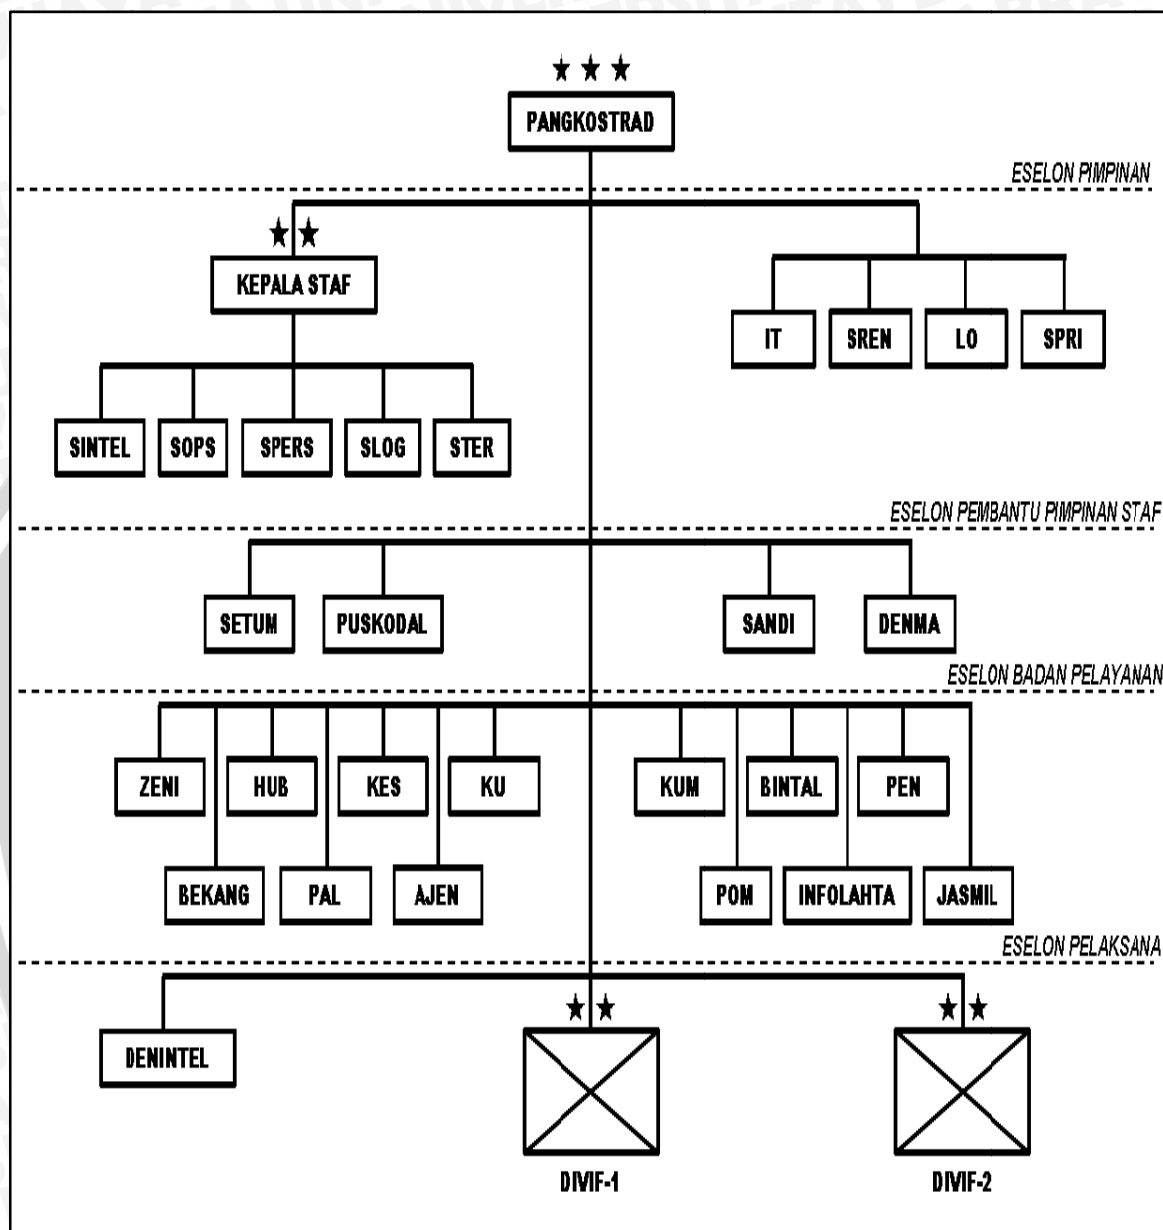 PANGKOSTRAD
ESELON PIMPINAN
KEPALA STAF
IT SREN LO SPRI
SINTEL SOPS SPERS SLOG STER
ESELON PEMBANTU PIMPINAN STAF
SETUM PUSKODAL SANDI DENMA
ESELON BADAN PELAYANAN
ZENI HUB KES KU KUM BINTAL PEN
BEKANG PAL AJEN POM INFOLAHTA JASMIL
ESELON PELAKSANA
DENINTEL
DIVIF-1 DIVIF-2